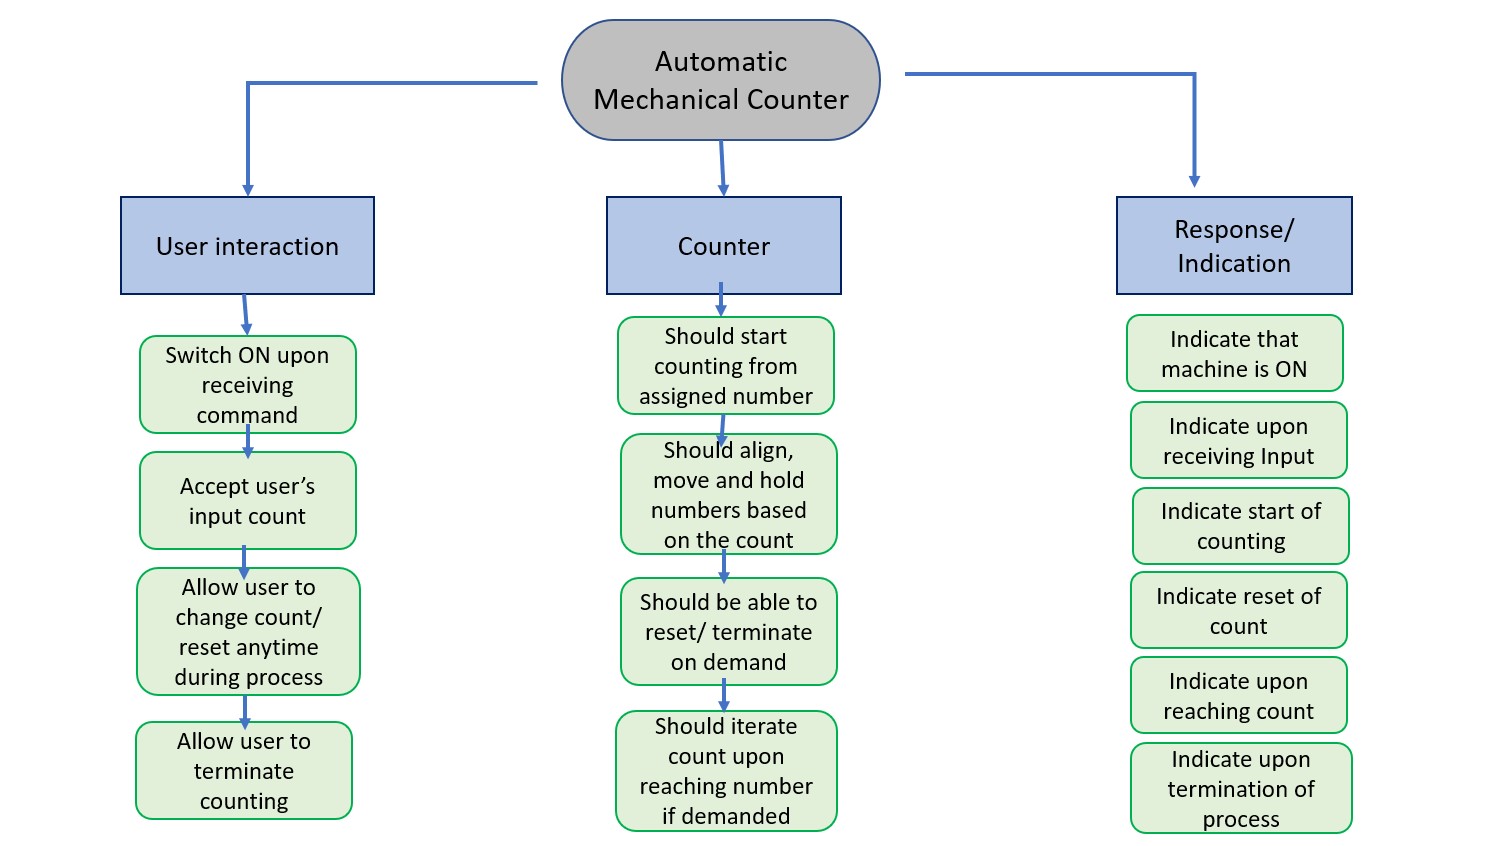 Automatic
Mechanical Counter
User interaction
Switch ON upon
receiving
command
Accept user’s
input count
Allow user to
change count/
reset anytime
during process
Allow user to
terminate
counting
Counter
Should start
counting from
assigned number
Should align,
move and hold
numbers based
on the count
Should be able to
reset/ terminate
on demand
Should iterate
count upon
reaching number
if demanded
Response/
Indication
Indicate that
machine is ON
Indicate upon
receiving Input
Indicate start of
counting
Indicate reset of
count
Indicate upon
reaching count
Indicate upon
termination of
process